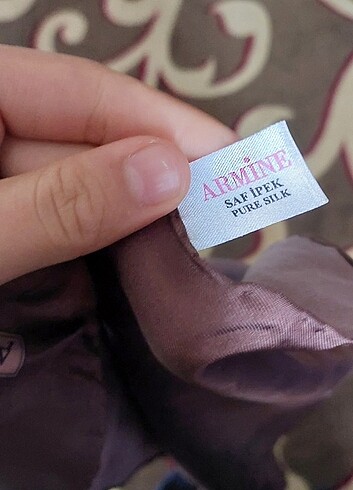 ARMİNE
SAF İPEK
PURE SILK